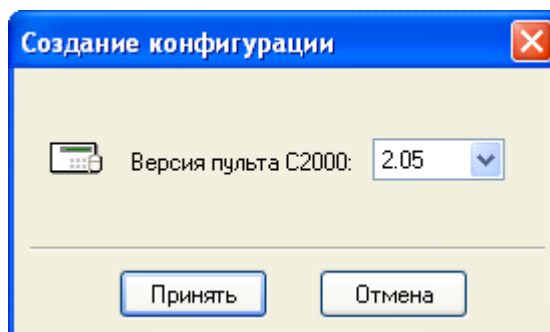 Создание конфигурации
Версия пульта С2000: 2.05
Принять Отмена